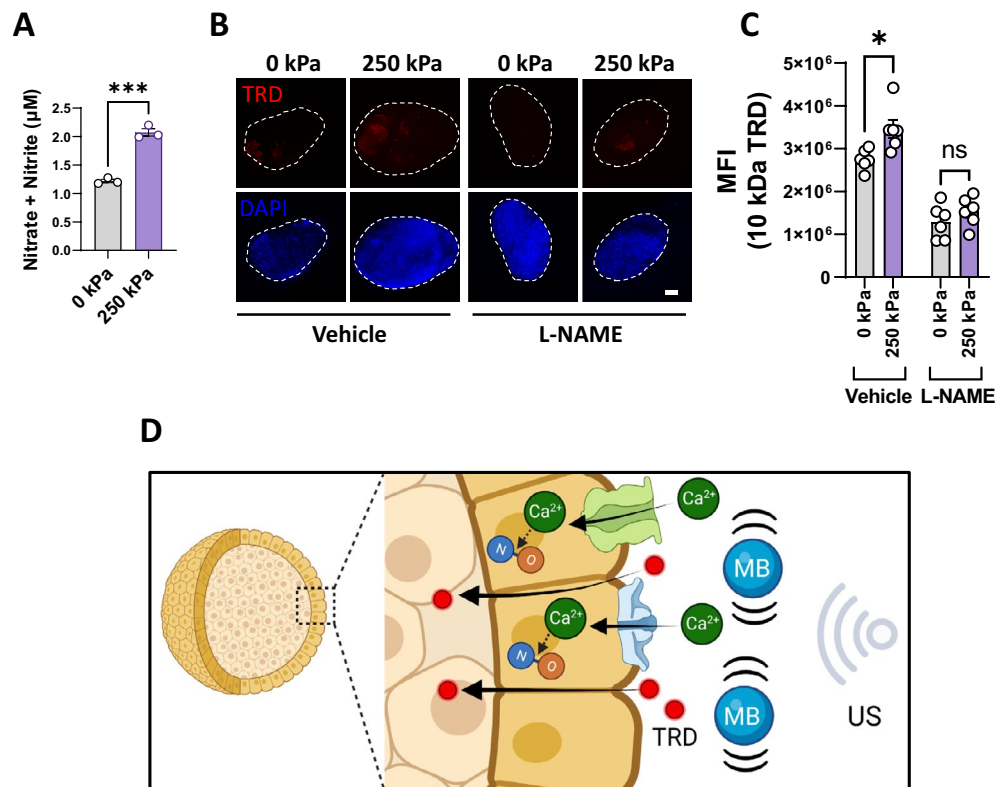 A
Nitrate + Nitrite (µM)
2.5
2.0
1.5
1.0
0.5
0.0
***
0 kPa
250 kPa
B
0 kPa 250 kPa 0 kPa 250 kPa
TRD
DAPI
Vehicle L-NAME
C
MFI
(10 kDa TRD)
5×10⁶
4×10⁶
3×10⁶
2×10⁶
1×10⁶
0
*
ns
0 kPa
250 kPa
0 kPa
250 kPa
Vehicle L-NAME
D
Ca²⁺ Ca²⁺
N O
MB
Ca²⁺ Ca²⁺
N O
TRD MB US